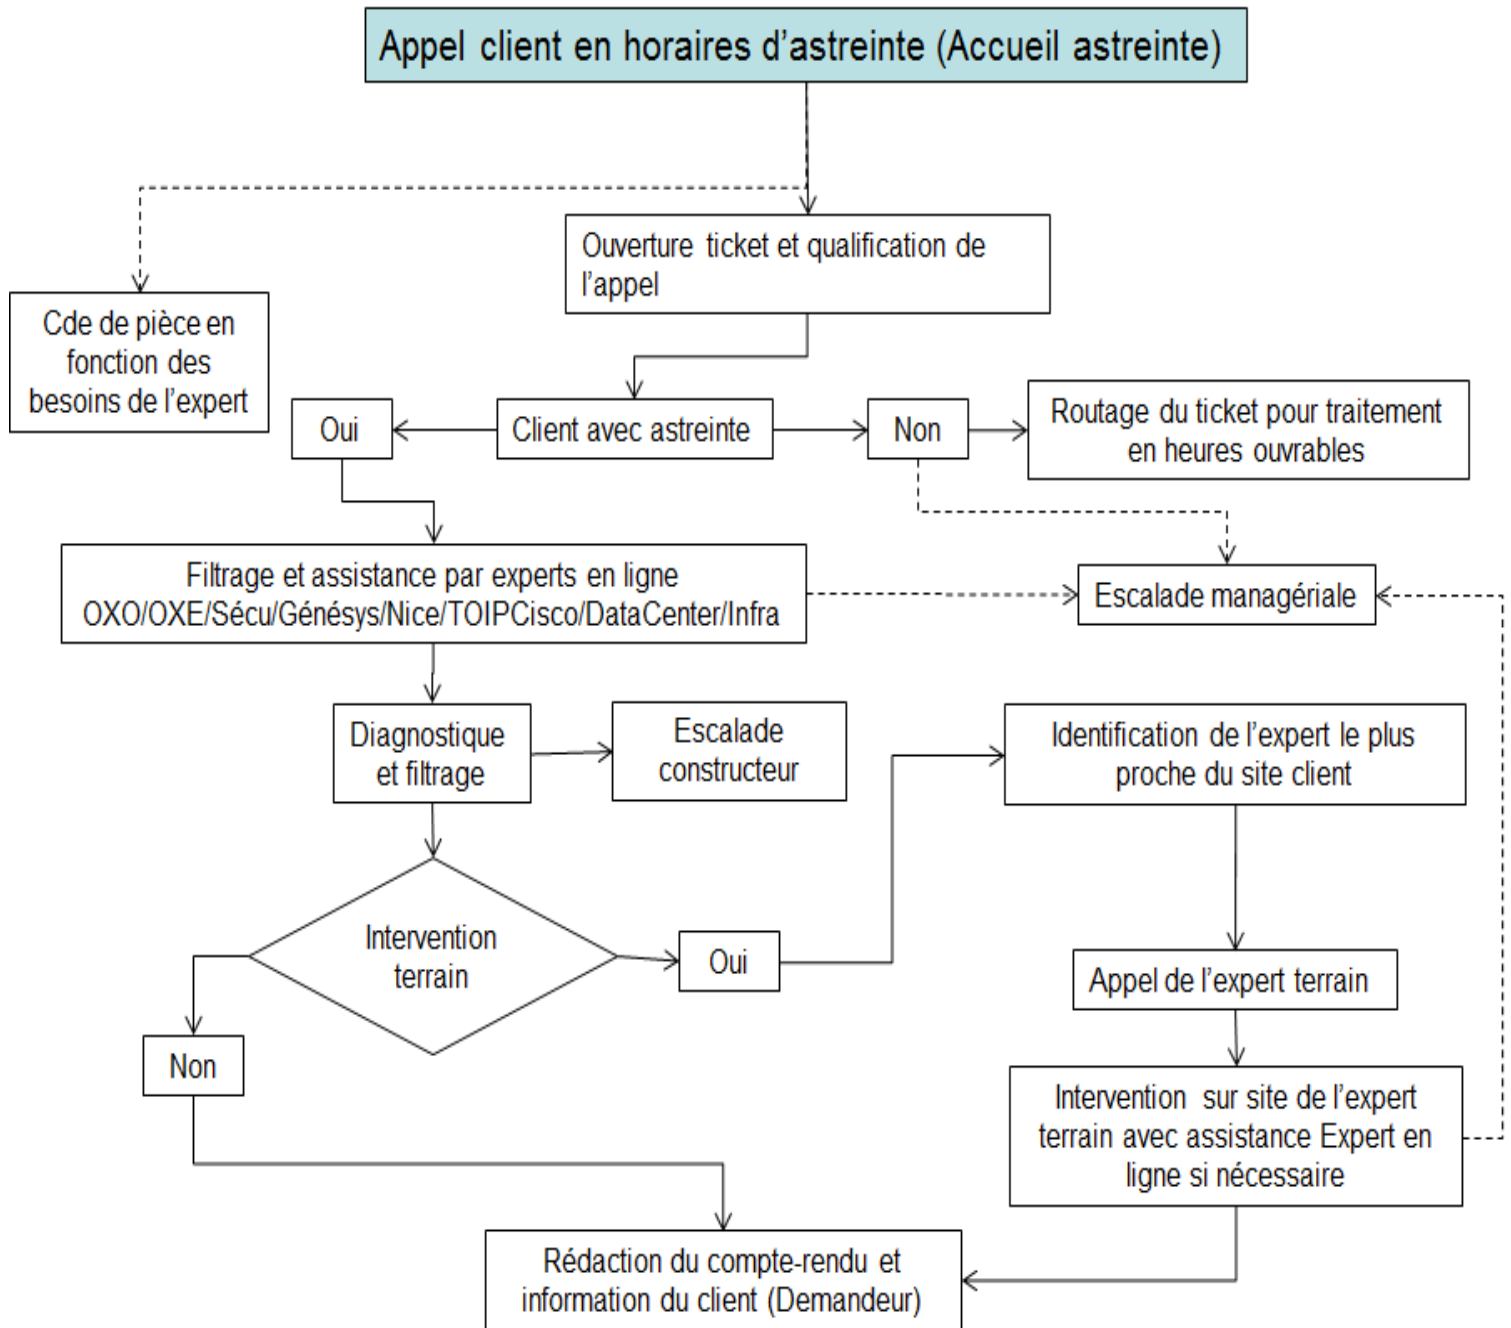 Appel client en horaires d'astreinte (Accueil astreinte)
Ouverture ticket et qualification de
l'appel
Cde de pièce en
fonction des
besoins de l'expert
Oui
Client avec astreinte
Non
Routage du ticket pour traitement
en heures ouvrables
Filtrage et assistance par experts en ligne
OXO/OXE/Sécu/Génésys/Nice/TOIPCisco/DataCenter/Infra
Escalade managériale
Diagnostique
et filtrage
Escalade
constructeur
Identification de l'expert le plus
proche du site client
Intervention
terrain
Oui
Appel de l'expert terrain
Non
Intervention sur site de l'expert
terrain avec assistance Expert en
ligne si nécessaire
Rédaction du compte-rendu et
information du client (Demandeur)